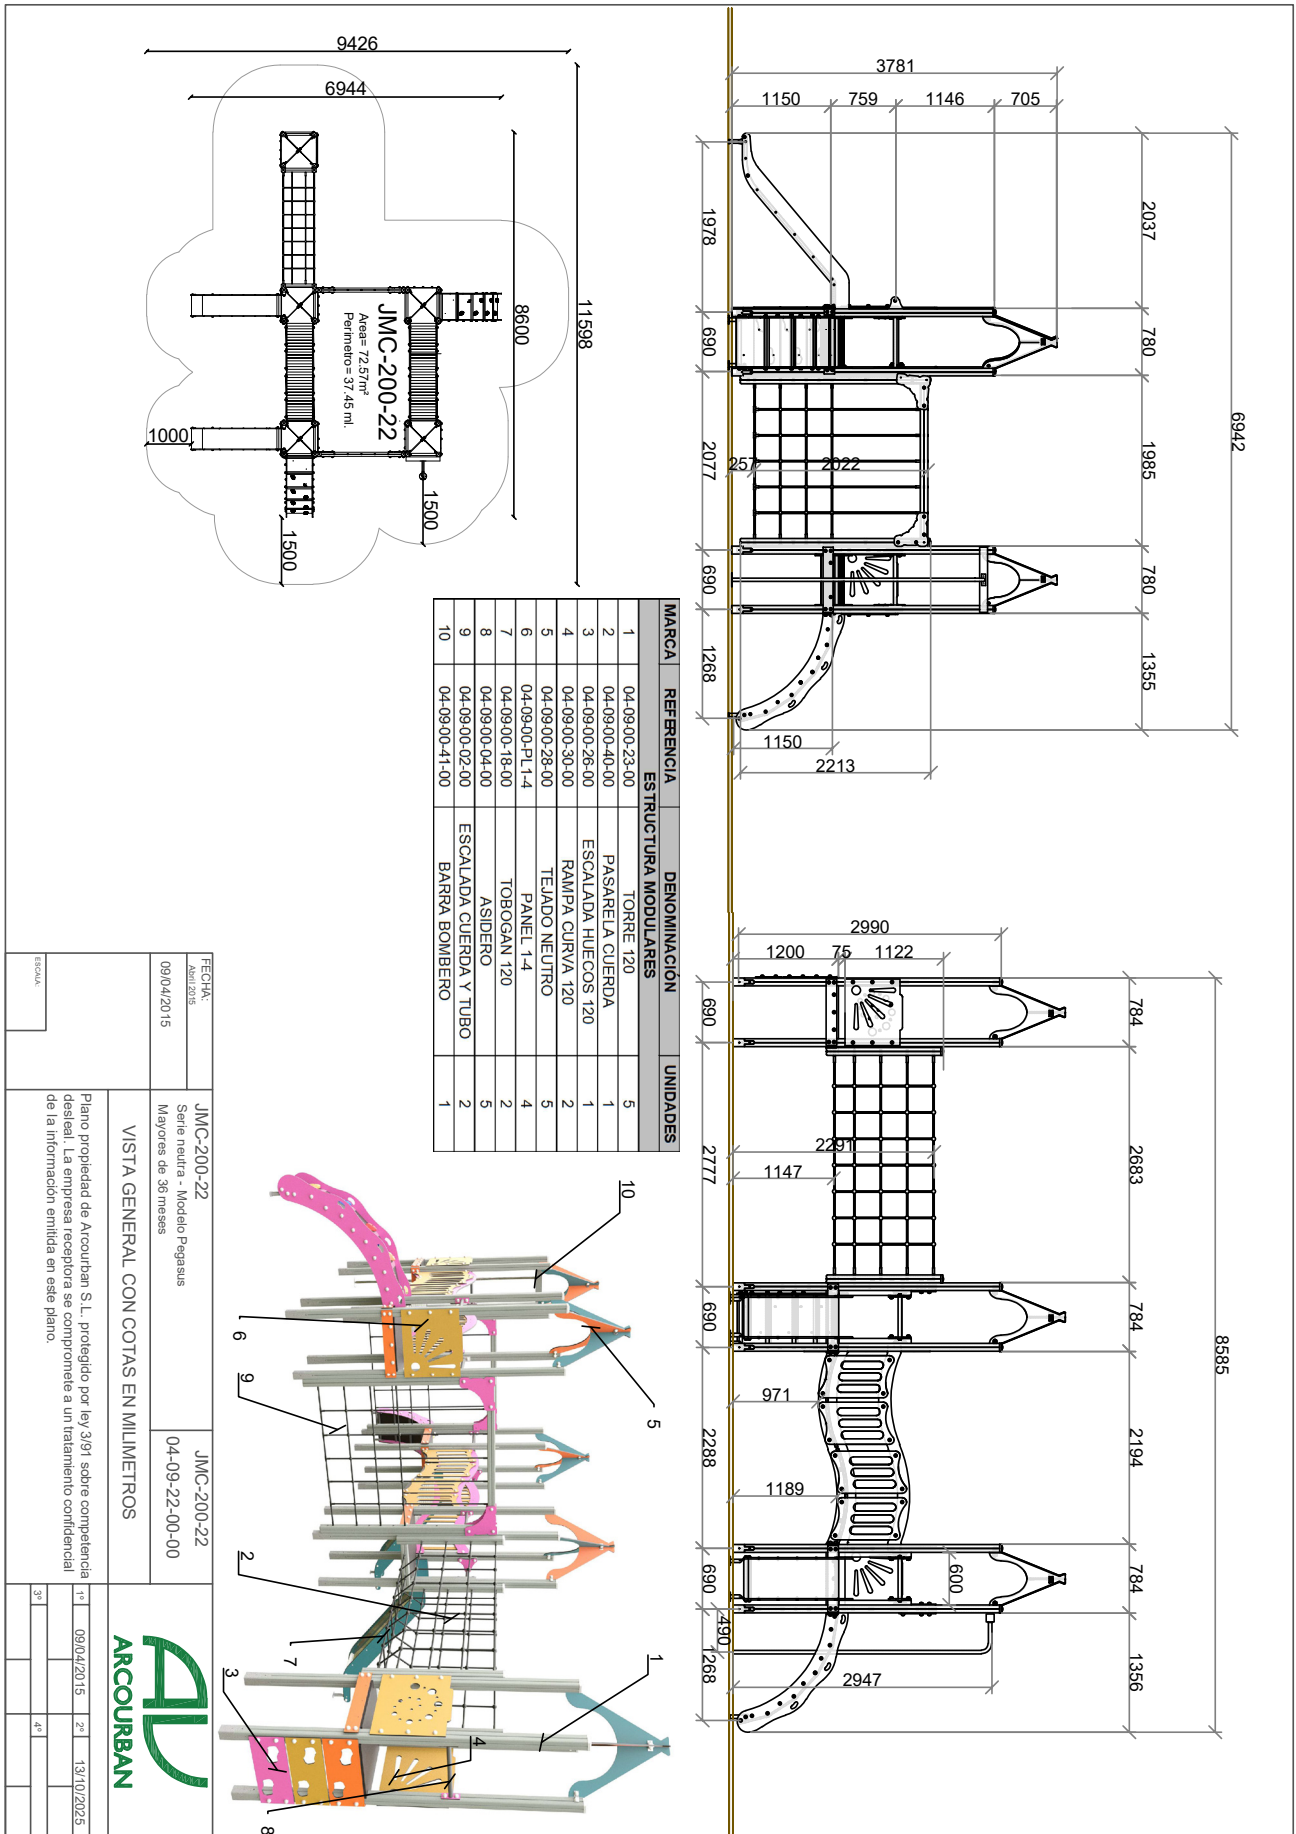 3781
1150 759 1146 705
2037 780 1985 780 1355
6942
1978 690 2077 690 1268
257 2022
1150
2213
2990
1200 75 1122
784 2683 784 2194 784 1356
8585
690 2777 690 2288 690 490 1268
2291
1147
971
1189
600
2947
9426
6944
8600
11598
1000
1500
1500
JMC-200-22
Area= 72.57m²
Perimetro= 37.45 ml.
MARCA REFERENCIA DENOMINACIÓN UNIDADES
ESTRUCTURA MODULARES
1 04-09-00-23-00 TORRE 120 5
2 04-09-00-40-00 PASARELA CUERDA 1
3 04-09-00-26-00 ESCALADA HUECOS 120 1
4 04-09-00-30-00 RAMPA CURVA 120 2
5 04-09-00-28-00 TEJADO NEUTRO 5
6 04-09-00-PL1-4 PANEL 1-4 4
7 04-09-00-18-00 TOBOGAN 120 2
8 04-09-00-04-00 ASIDERO 5
9 04-09-00-02-00 ESCALADA CUERDA Y TUBO 2
10 04-09-00-41-00 BARRA BOMBERO 1
10
5
6
9
2
7
1
3
4
8
FECHA:
Abril 2015
09/04/2015
ESCALA:
JMC-200-22
Serie neutra - Modelo Pegasus
Mayores de 36 meses
JMC-200-22
04-09-22-00-00
VISTA GENERAL CON COTAS EN MILIMETROS
Plano propiedad de Arcourban S.L. protegido por ley 3/91 sobre competencia
desleal. La empresa receptora se compromete a un tratamiento confidencial
de la información emitida en este plano.
ARCOURBAN
1º 09/04/2015 2º 13/10/2025
3º 4º